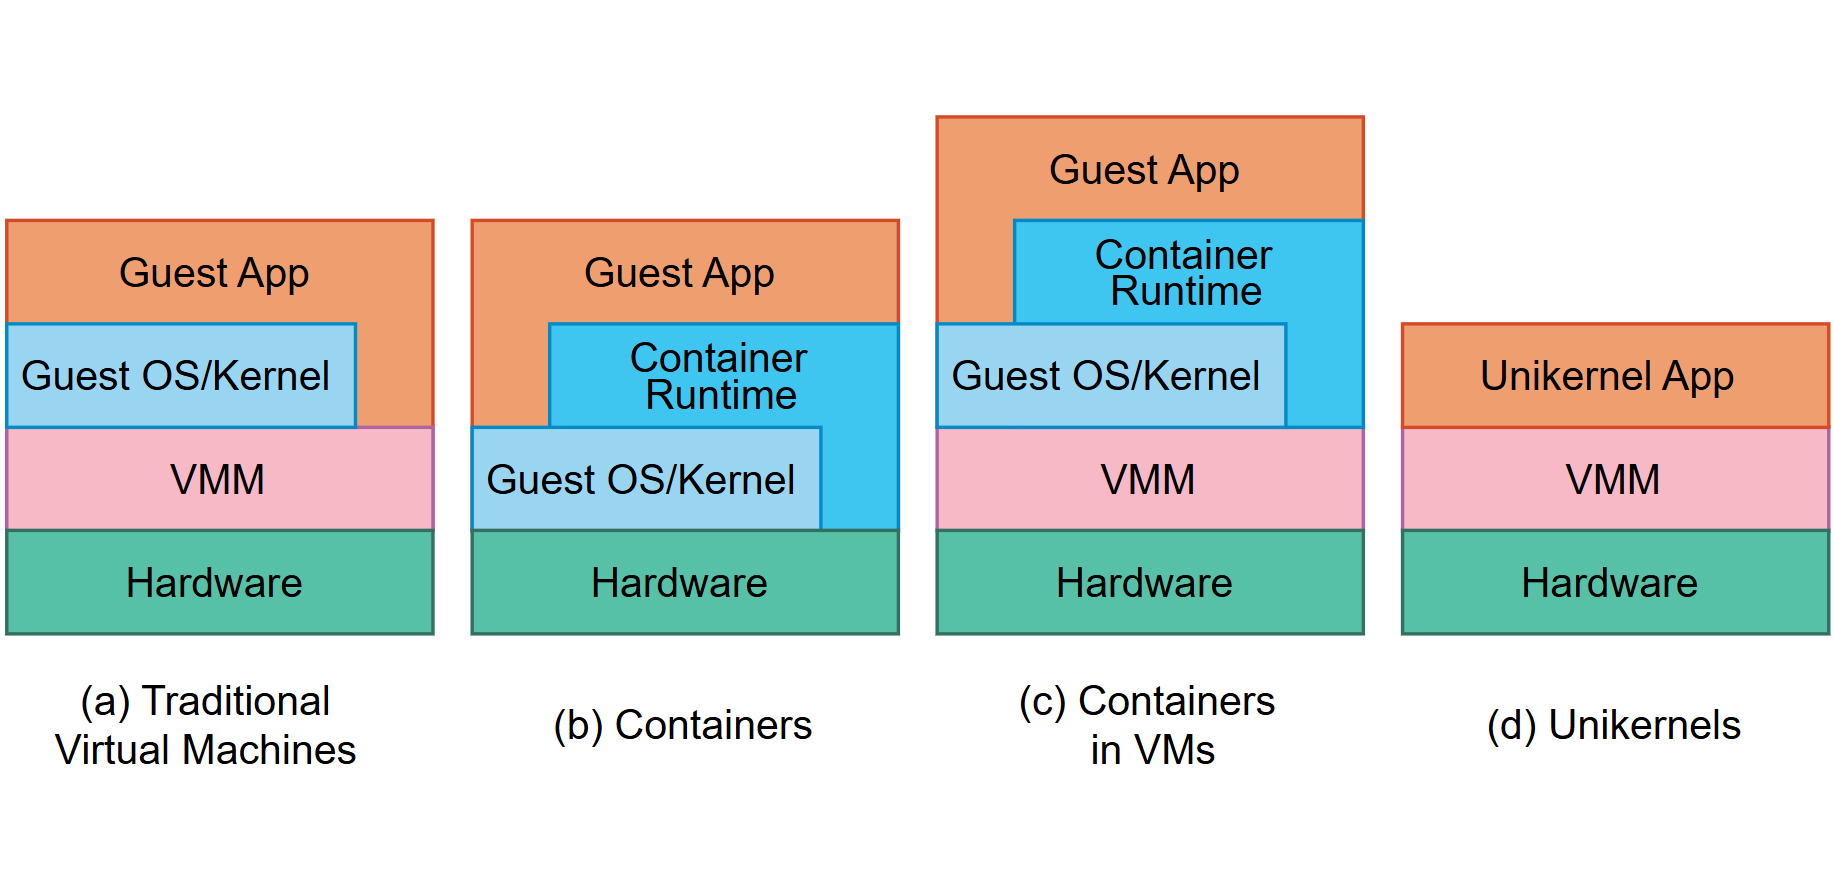 Guest App
Guest OS/Kernel
VMM
Hardware
(a) Traditional
Virtual Machines
Guest App
Container
Runtime
Guest OS/Kernel
Hardware
(b) Containers
Guest App
Container
Runtime
Guest OS/Kernel
VMM
Hardware
(c) Containers
in VMs
Unikernel App
VMM
Hardware
(d) Unikernels